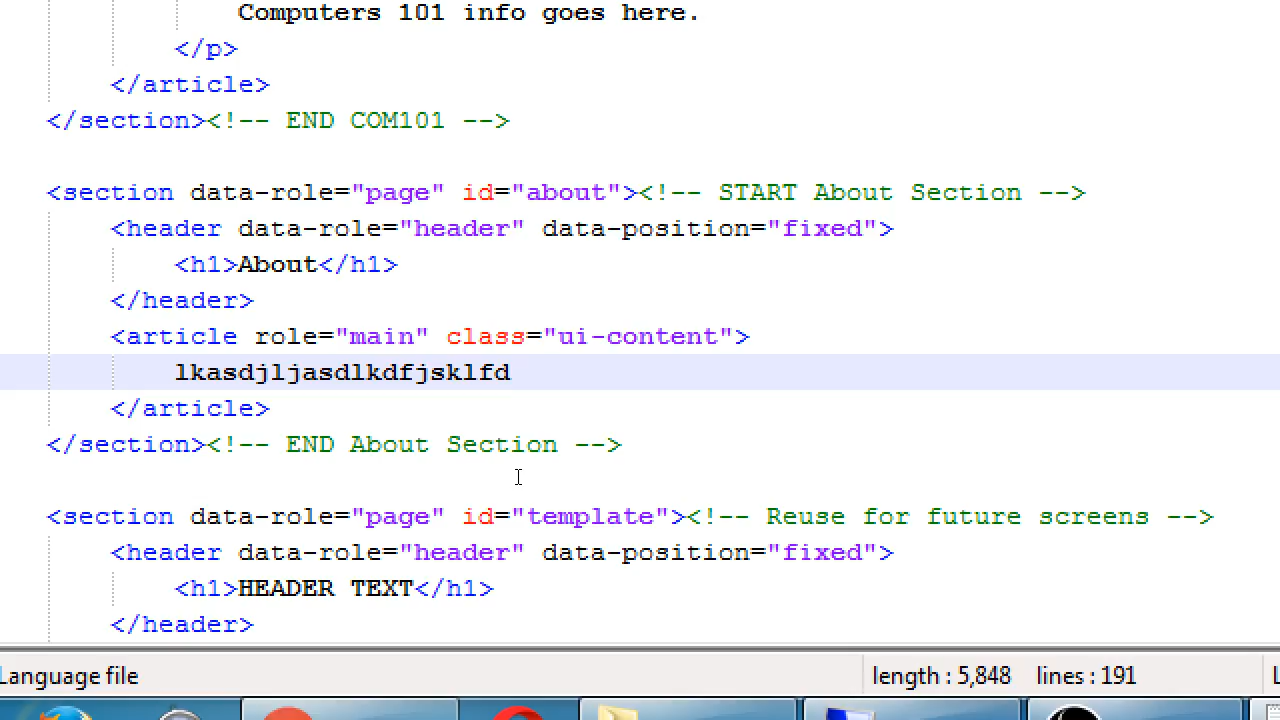 Computers 101 info goes here.
</p>
</article>
</section><!-- END COM101 -->
<section data-role="page" id="about"><!-- START About Section -->
<header data-role="header" data-position="fixed">
<h1>About</h1>
</header>
<article role="main" class="ui-content">
lkasdjljasdlkdfjsklfd
</article>
</section><!-- END About Section -->
<section data-role="page" id="template"><!-- Reuse for future screens -->
<header data-role="header" data-position="fixed">
<h1>HEADER TEXT</h1>
</header>
Language file length : 5,848 lines : 191